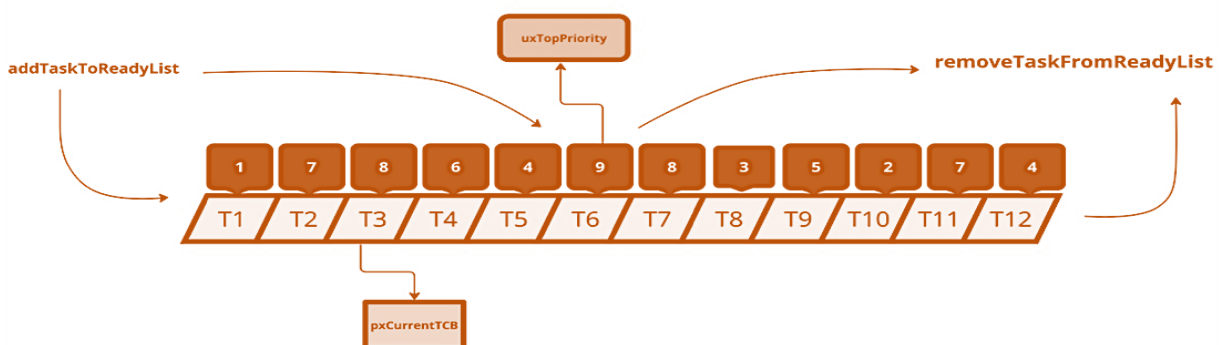 uxTopPriority
addTaskToReadyList
removeTaskFromReadyList
1 7 8 6 4 9 8 3 5 2 7 4
T1 T2 T3 T4 T5 T6 T7 T8 T9 T10 T11 T12
pxCurrentTCB